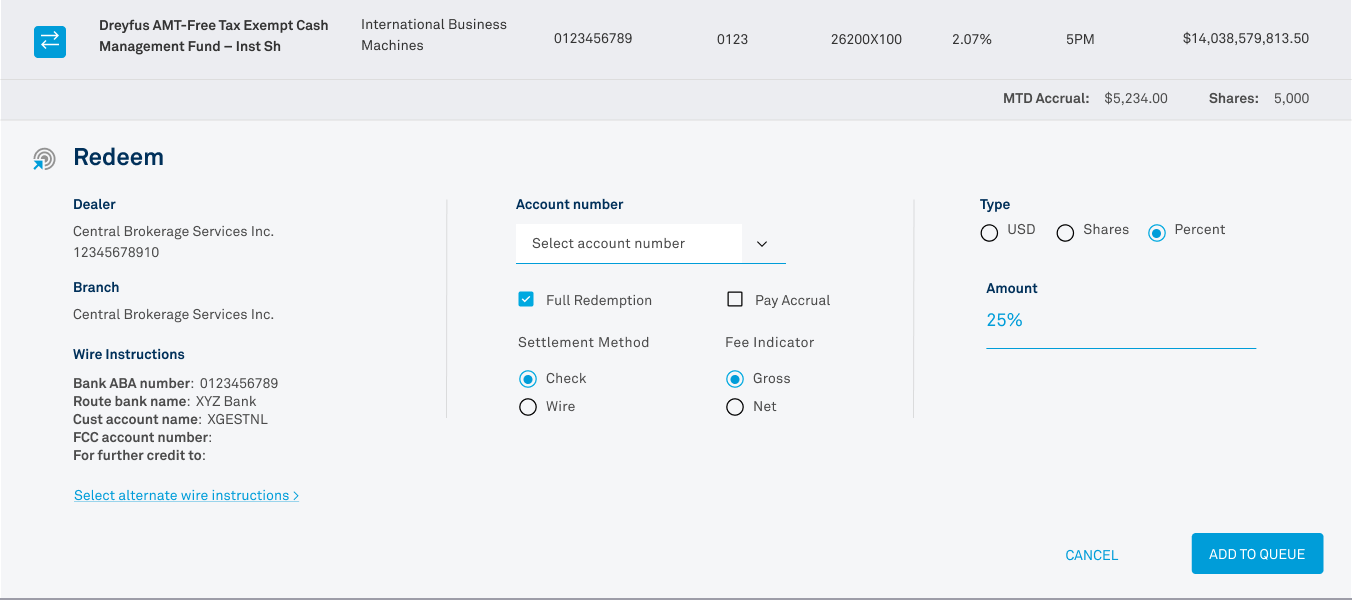 Dreyfus AMT-Free Tax Exempt Cash
Management Fund – Inst Sh
International Business
Machines
0123456789
0123
26200X100
2.07%
5PM
$14,038,579,813.50
MTD Accrual: $5,234.00
Shares: 5,000
Redeem
Dealer
Central Brokerage Services Inc.
12345678910
Branch
Central Brokerage Services Inc.
Wire Instructions
Bank ABA number: 0123456789
Route bank name: XYZ Bank
Cust account name: XGESTNL
FCC account number:
For further credit to:
Select alternate wire instructions >
Account number
Select account number
Full Redemption
Pay Accrual
Settlement Method
Check
Wire
Fee Indicator
Gross
Net
Type
USD
Shares
Percent
Amount
25%
CANCEL
ADD TO QUEUE